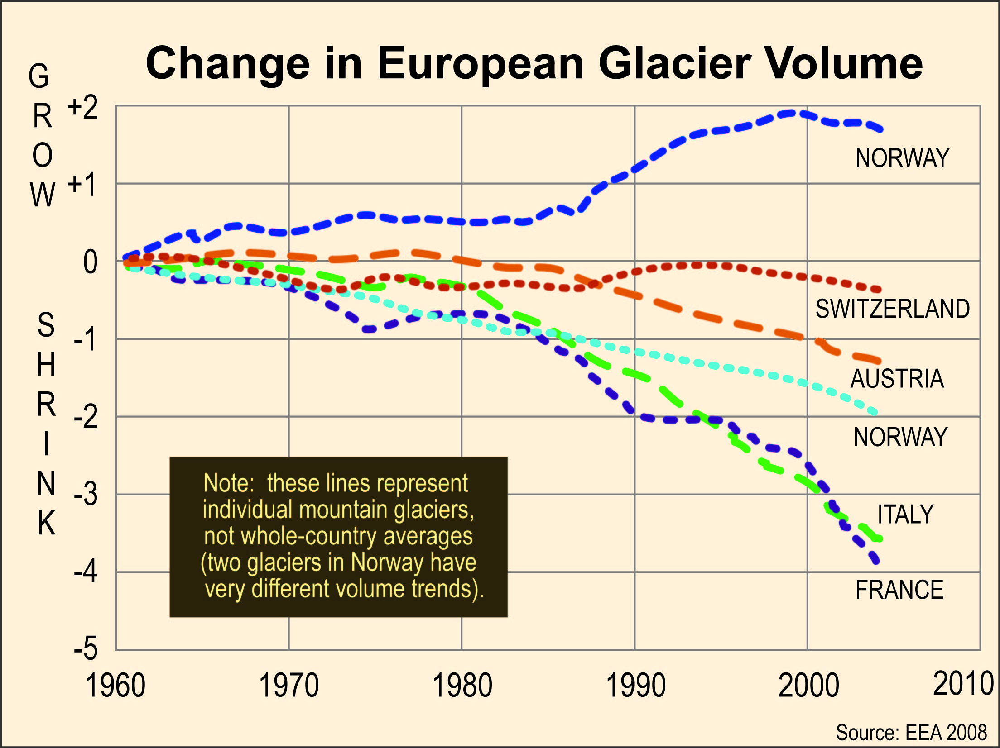 Change in European Glacier Volume
GROW
SHRINK
+2
+1
0
-1
-2
-3
-4
-5
NORWAY
SWITZERLAND
AUSTRIA
NORWAY
ITALY
FRANCE
Note: these lines represent
individual mountain glaciers,
not whole-country averages
(two glaciers in Norway have
very different volume trends).
1960 1970 1980 1990 2000 2010
Source: EEA 2008